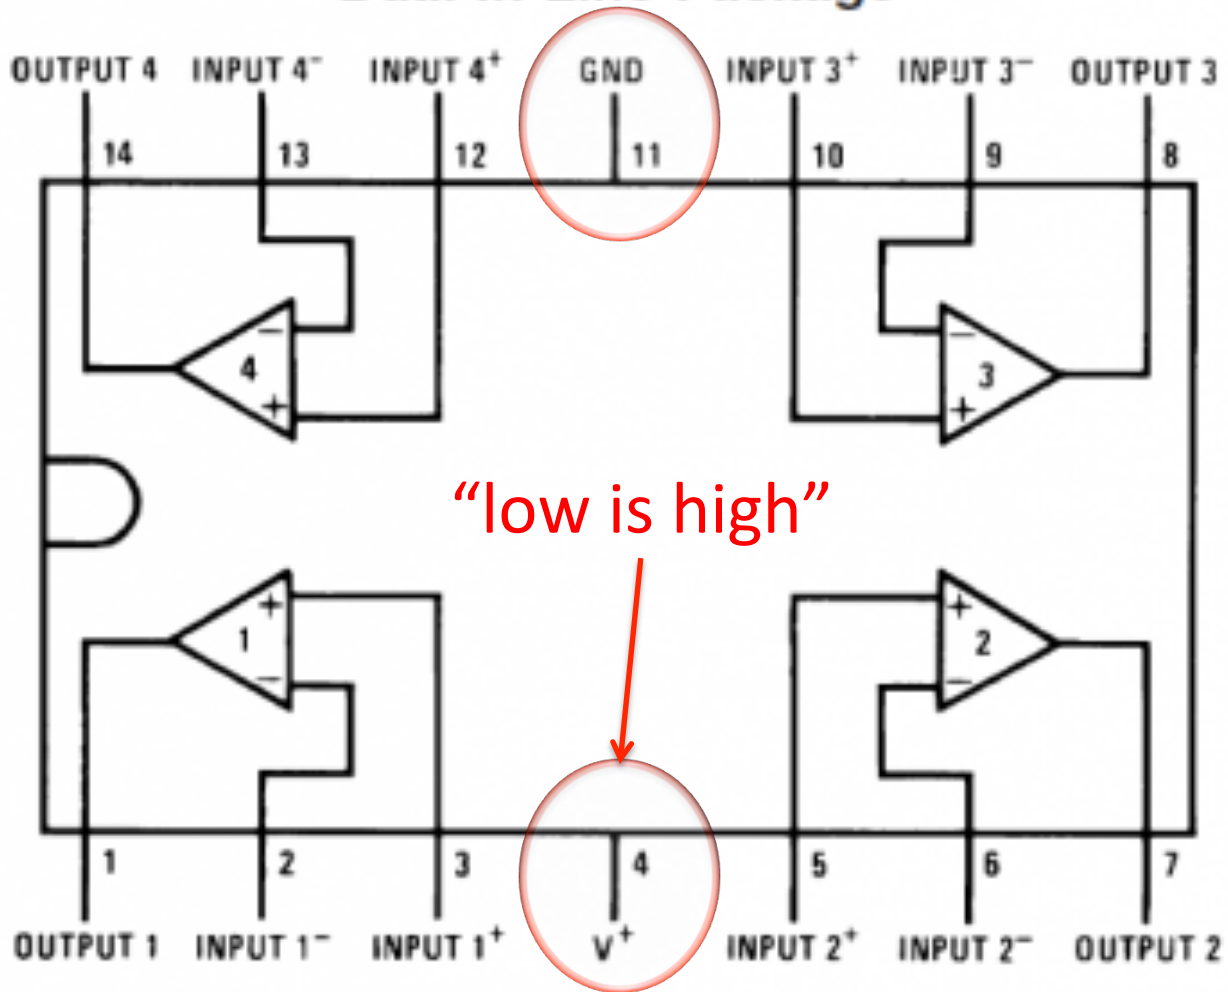 OUTPUT 4 INPUT 4⁻ INPUT 4⁺ GND INPUT 3⁺ INPUT 3⁻ OUTPUT 3
14 13 12 11 10 9 8
− −
4 3
+ +
“low is high”
+ +
1 2
− −
1 2 3 4 5 6 7
OUTPUT 1 INPUT 1⁻ INPUT 1⁺ V⁺ INPUT 2⁺ INPUT 2⁻ OUTPUT 2